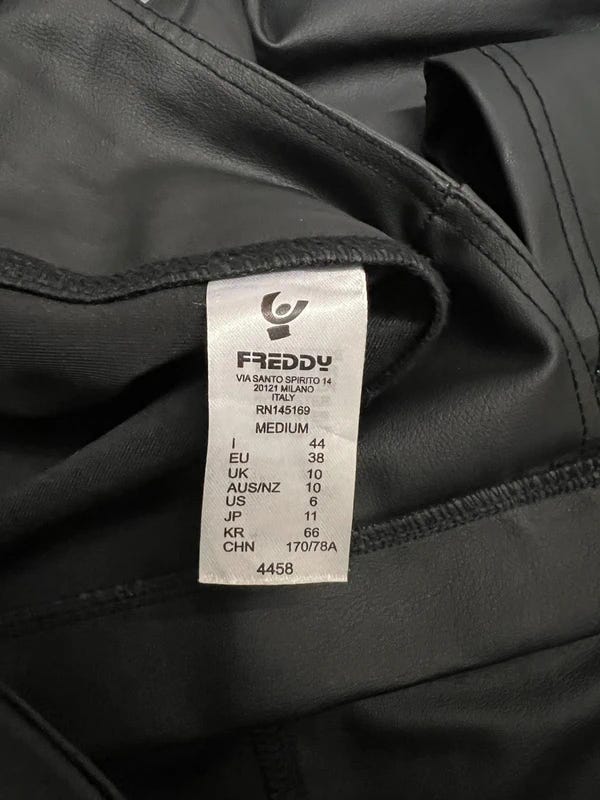 FREDDY
VIA SANTO SPIRITO 14
20121 MILANO
ITALY
RN145169
MEDIUM
I 44
EU 38
UK 10
AUS/NZ 10
US 6
JP 11
KR 66
CHN 170/78A
4458